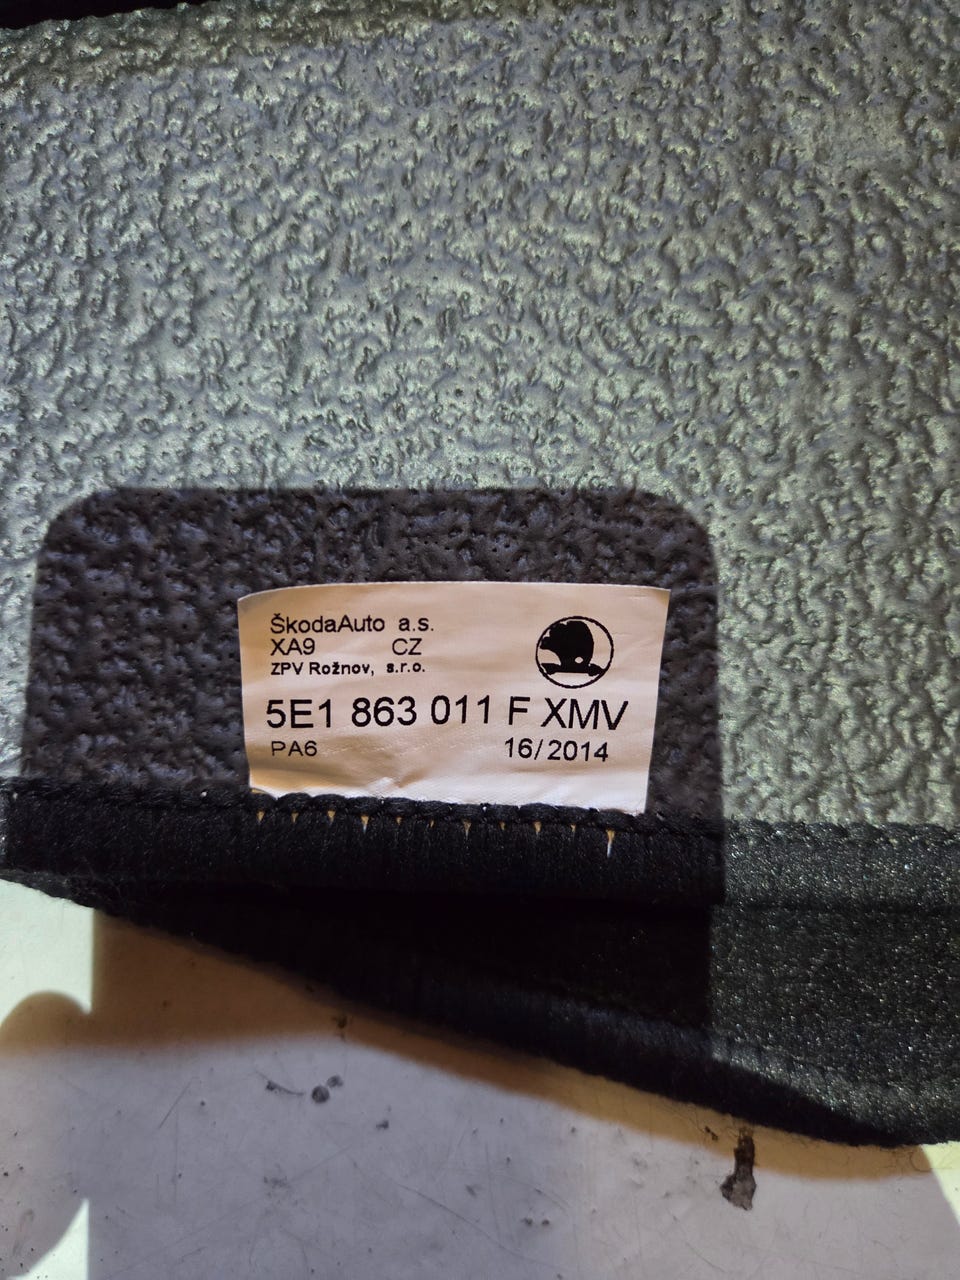 ŠkodaAuto a.s.
XA9 CZ
ZPV Rožnov, s.r.o.
5E1 863 011 F XMV
PA6 16/2014